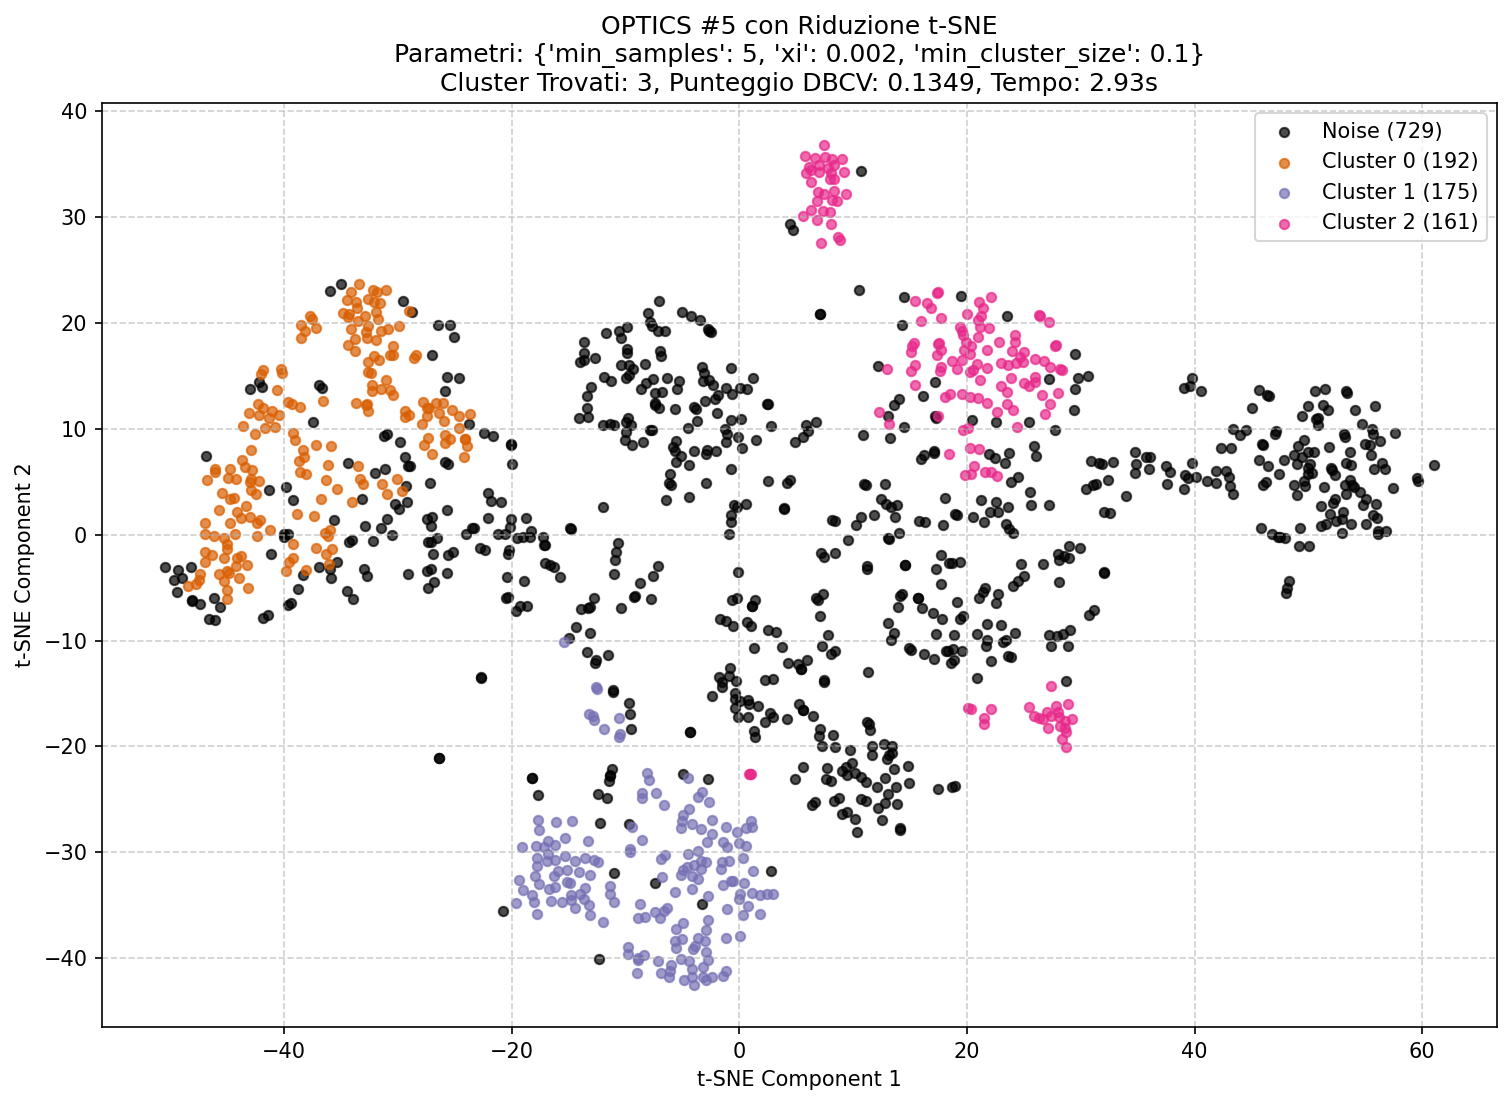 OPTICS #5 con Riduzione t-SNE
Parametri: {'min_samples': 5, 'xi': 0.002, 'min_cluster_size': 0.1}
Cluster Trovati: 3, Punteggio DBCV: 0.1349, Tempo: 2.93s
Noise (729)
Cluster 0 (192)
Cluster 1 (175)
Cluster 2 (161)
40
30
20
10
0
−10
−20
−30
−40
t-SNE Component 2
−40
−20
0
20
40
60
t-SNE Component 1